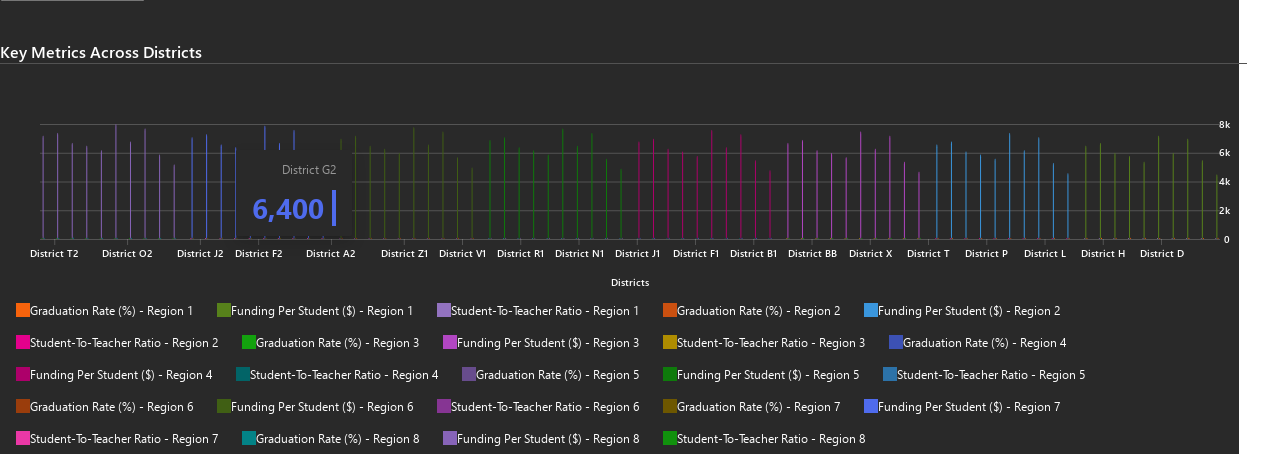 Key Metrics Across Districts
8k
6k
4k
2k
0
District G2
6,400
District T2 District O2 District J2 District F2 District A2 District Z1 District V1 District R1 District N1 District J1 District F1 District B1 District BB District X District T District P District L District H District D
Districts
Graduation Rate (%) - Region 1 Funding Per Student ($) - Region 1 Student-To-Teacher Ratio - Region 1 Graduation Rate (%) - Region 2 Funding Per Student ($) - Region 2
Student-To-Teacher Ratio - Region 2 Graduation Rate (%) - Region 3 Funding Per Student ($) - Region 3 Student-To-Teacher Ratio - Region 3 Graduation Rate (%) - Region 4
Funding Per Student ($) - Region 4 Student-To-Teacher Ratio - Region 4 Graduation Rate (%) - Region 5 Funding Per Student ($) - Region 5 Student-To-Teacher Ratio - Region 5
Graduation Rate (%) - Region 6 Funding Per Student ($) - Region 6 Student-To-Teacher Ratio - Region 6 Graduation Rate (%) - Region 7 Funding Per Student ($) - Region 7
Student-To-Teacher Ratio - Region 7 Graduation Rate (%) - Region 8 Funding Per Student ($) - Region 8 Student-To-Teacher Ratio - Region 8